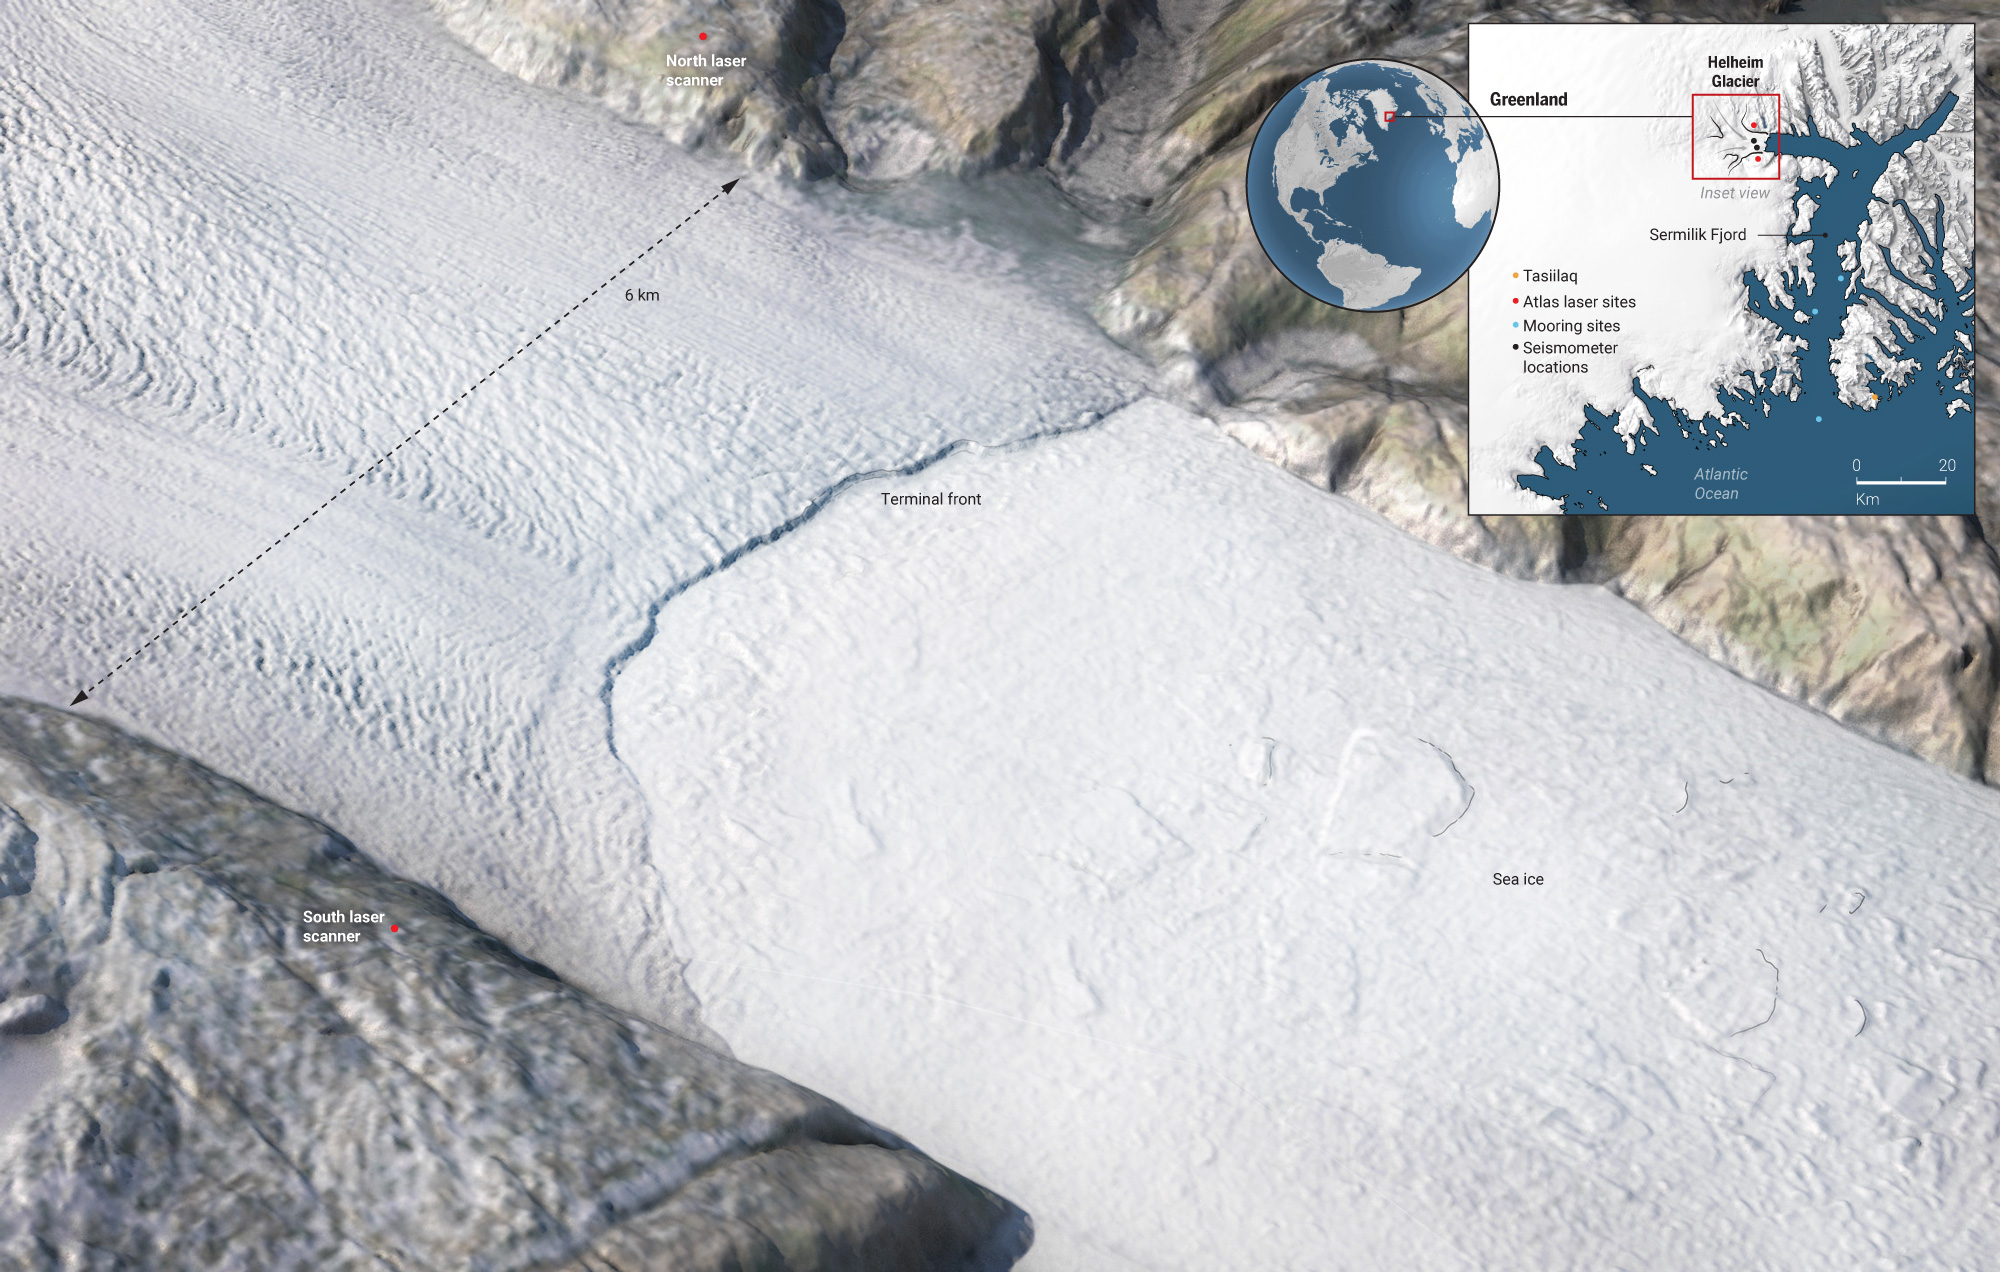 North laser
scanner
6 km
Terminal front
Sea ice
South laser
scanner
Greenland
Helheim
Glacier
Inset view
Sermilik Fjord
Tasiilaq
Atlas laser sites
Mooring sites
Seismometer
locations
Atlantic
Ocean
0 20
Km